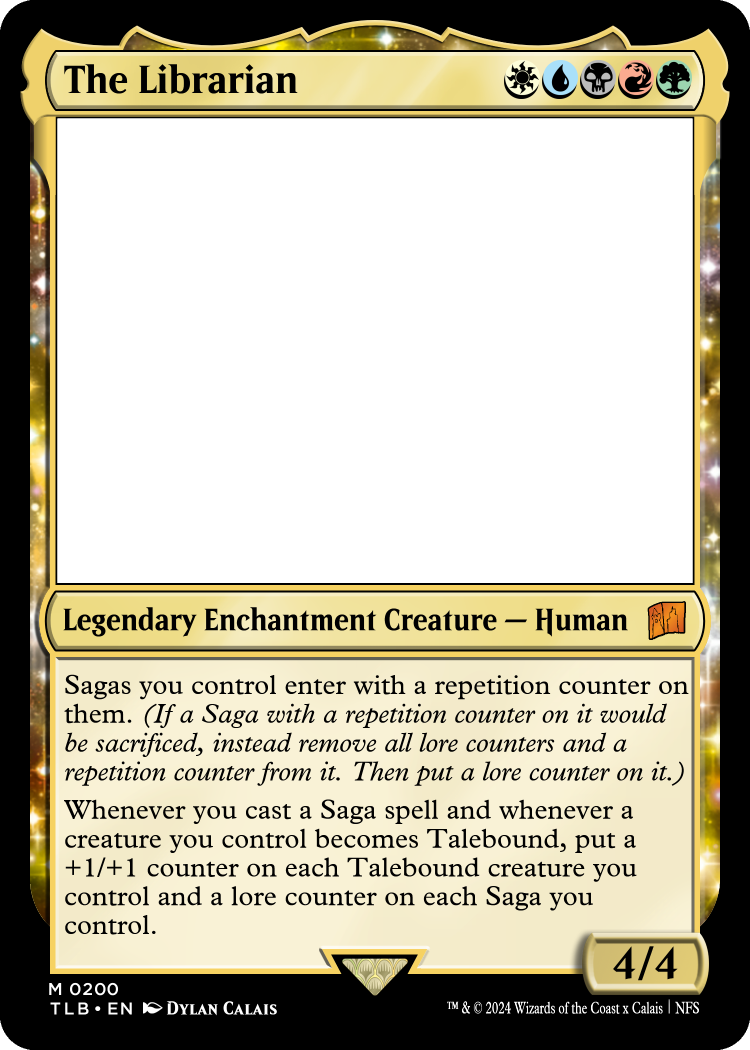 The Librarian
Legendary Enchantment Creature — Human
Sagas you control enter with a repetition counter on
them. (If a Saga with a repetition counter on it would
be sacrificed, instead remove all lore counters and a
repetition counter from it. Then put a lore counter on it.)
Whenever you cast a Saga spell and whenever a
creature you control becomes Talebound, put a
+1/+1 counter on each Talebound creature you
control and a lore counter on each Saga you
control.
4/4
M 0200
TLB • EN DYLAN CALAIS
™ & © 2024 Wizards of the Coast x Calais | NFS